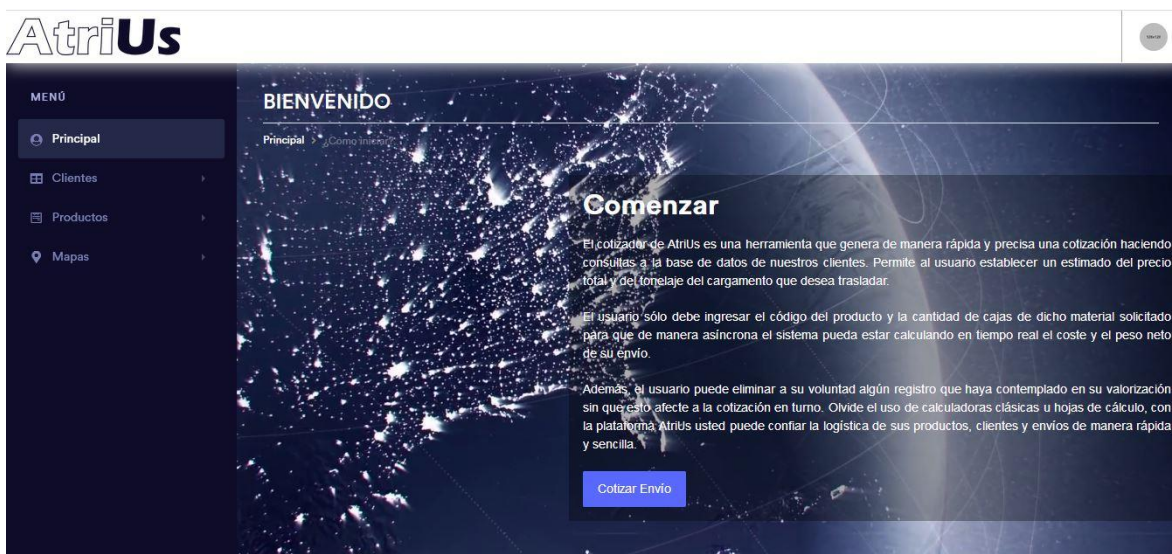 AtriUs
MENÚ
Principal
Clientes
Productos
Mapas
BIENVENIDO
Principal > ¿Como iniciar?
Comenzar
El cotizador de AtriUs es una herramienta que genera de manera rápida y precisa una cotización haciendo
consultas a la base de datos de nuestros clientes. Permite al usuario establecer un estimado del precio
total y del tonelaje del cargamento que desea trasladar.
El usuario sólo debe ingresar el código del producto y la cantidad de cajas de dicho material solicitado
para que de manera asíncrona el sistema pueda estar calculando en tiempo real el coste y el peso neto
de su envío.
Además, el usuario puede eliminar a su voluntad algún registro que haya contemplado en su valorización
sin que esto afecte a la cotización en turno. Olvide el uso de calculadoras clásicas u hojas de cálculo, con
la plataforma AtriUs usted puede confiar la logística de sus productos, clientes y envíos de manera rápida
y sencilla.
Cotizar Envío